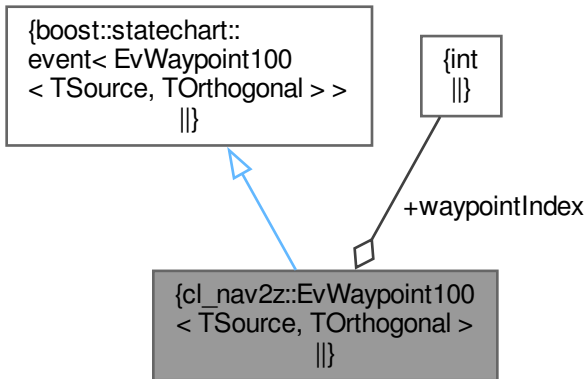 {boost::statechart::
event< EvWaypoint100
< TSource, TOrthogonal > >
||}
{int
||}
+waypointIndex
{cl_nav2z::EvWaypoint100
< TSource, TOrthogonal >
||}